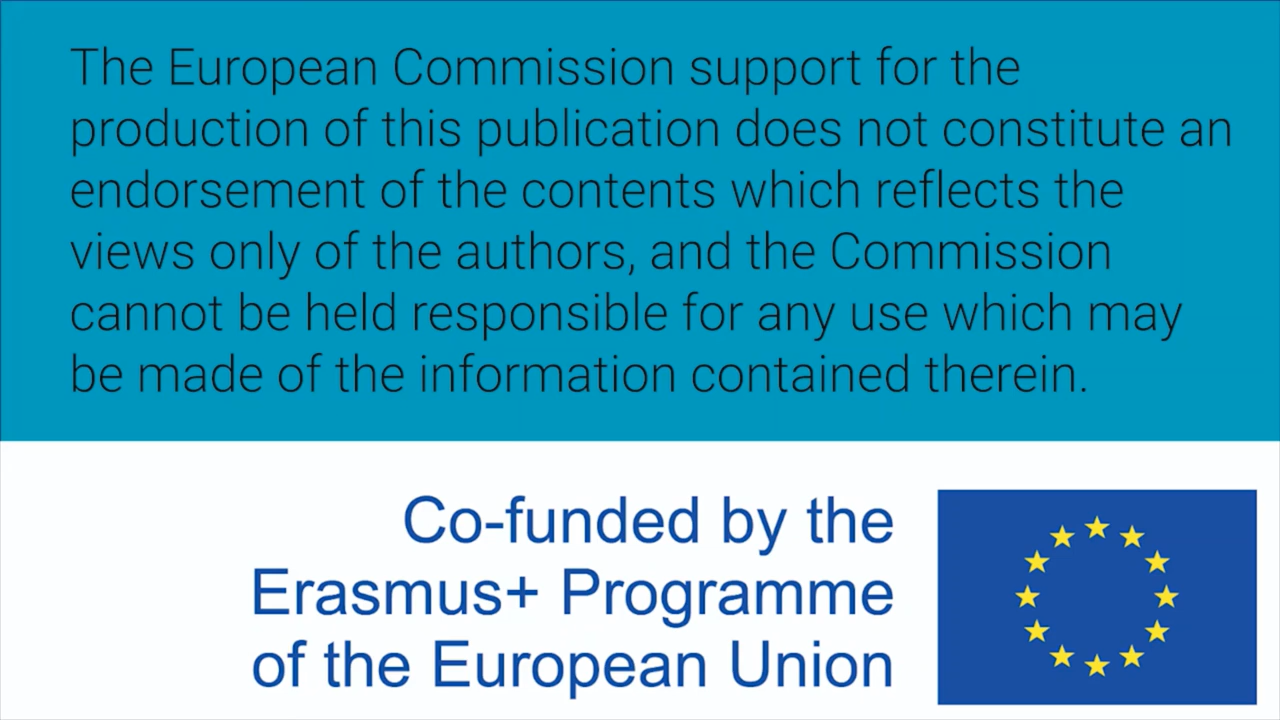 The European Commission support for the
production of this publication does not constitute an
endorsement of the contents which reflects the
views only of the authors, and the Commission
cannot be held responsible for any use which may
be made of the information contained therein.
Co-funded by the
Erasmus+ Programme
of the European Union